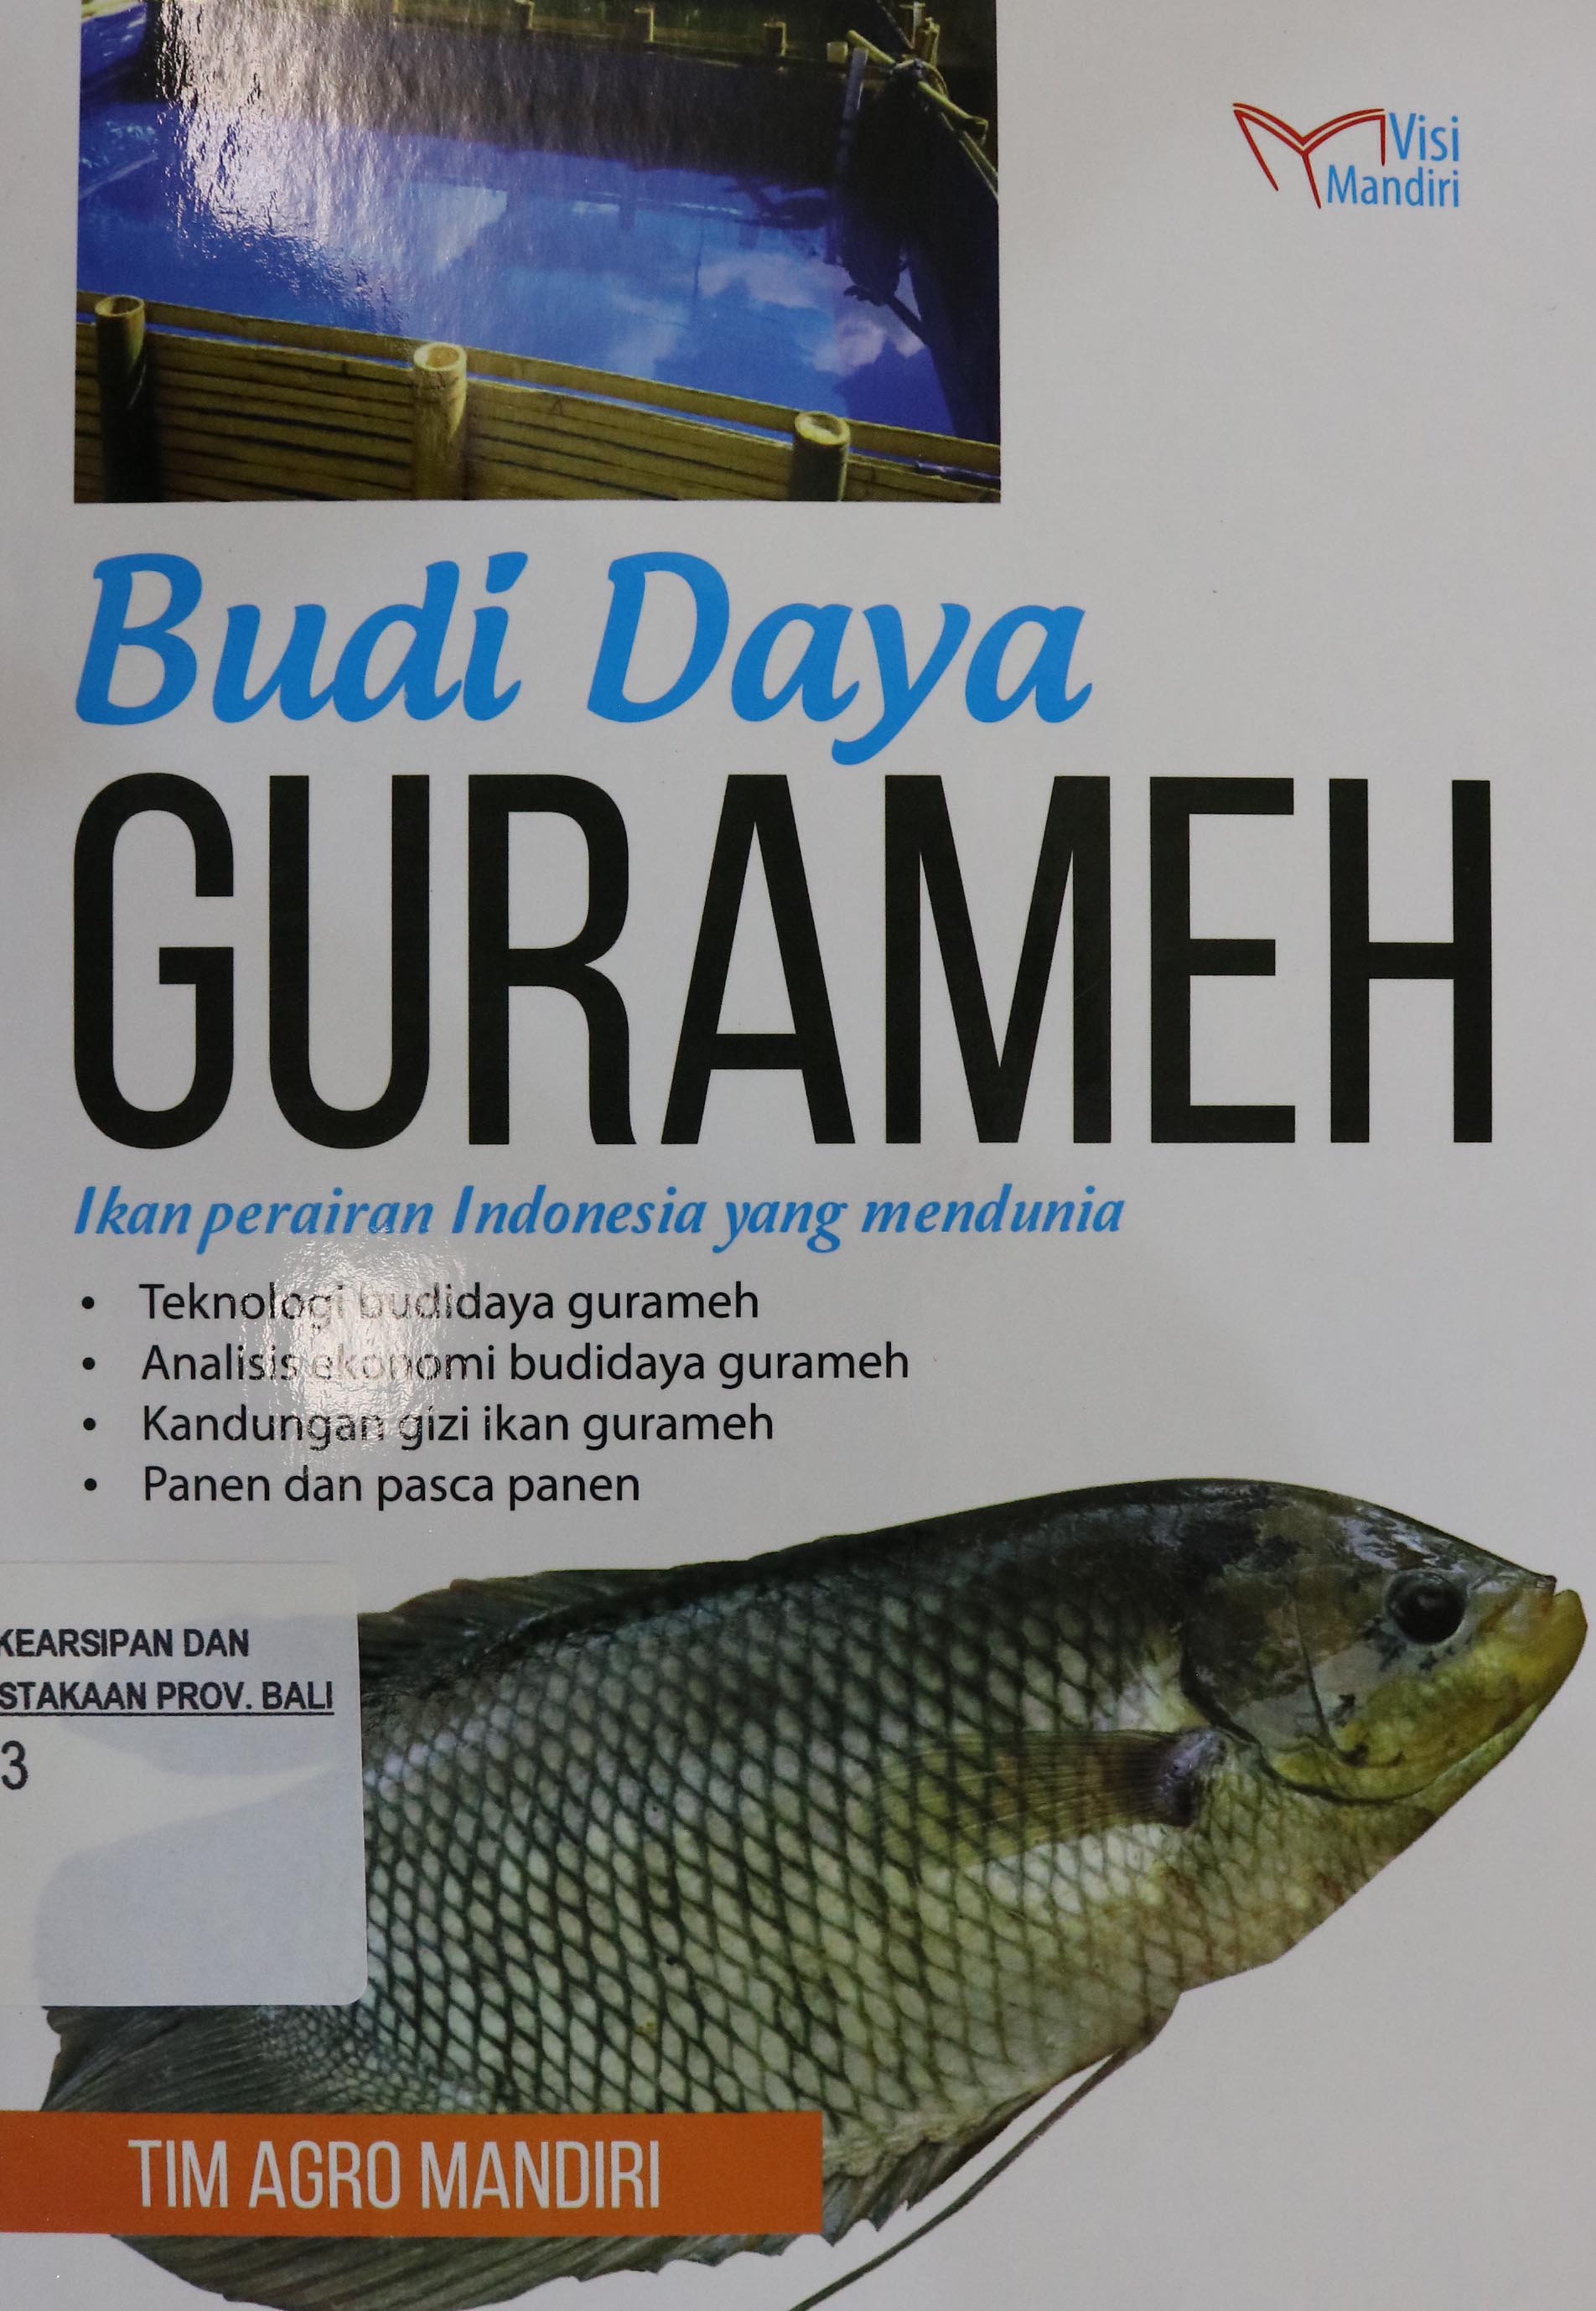 Visi
Mandiri
Budi Daya
GURAMEH
Ikan perairan Indonesia yang mendunia
• Teknologi budidaya gurameh
• Analisis ekonomi budidaya gurameh
• Kandungan gizi ikan gurameh
• Panen dan pasca panen
KEARSIPAN DAN
STAKAAN PROV. BALI
3
TIM AGRO MANDIRI